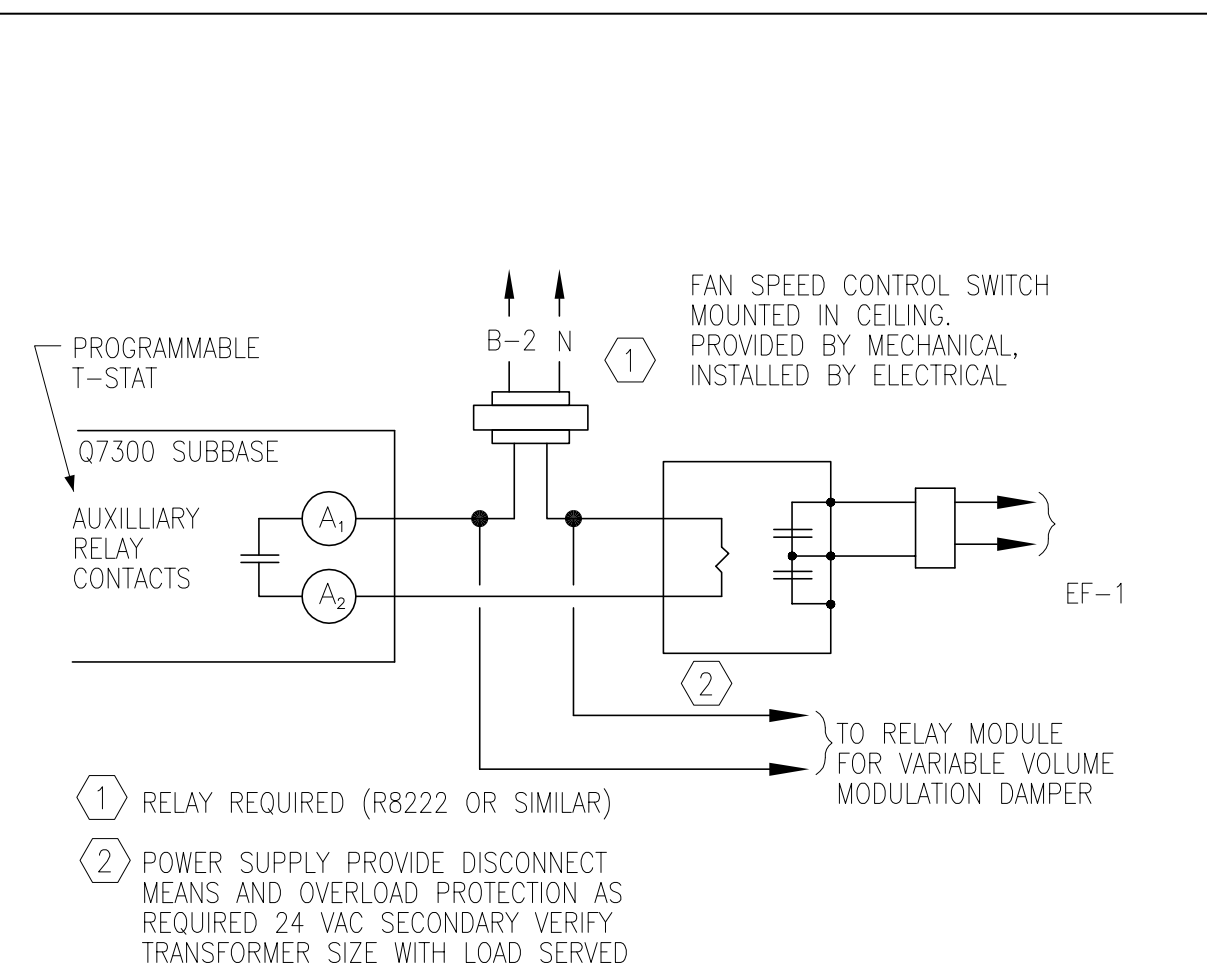 FAN SPEED CONTROL SWITCH
MOUNTED IN CEILING.
PROVIDED BY MECHANICAL,
INSTALLED BY ELECTRICAL
B-2 N
1
PROGRAMMABLE
T-STAT
Q7300 SUBBASE
AUXILLIARY
RELAY
CONTACTS
A1
A2
EF-1
2
TO RELAY MODULE
FOR VARIABLE VOLUME
MODULATION DAMPER
1 RELAY REQUIRED (R8222 OR SIMILAR)
2 POWER SUPPLY PROVIDE DISCONNECT
MEANS AND OVERLOAD PROTECTION AS
REQUIRED 24 VAC SECONDARY VERIFY
TRANSFORMER SIZE WITH LOAD SERVED